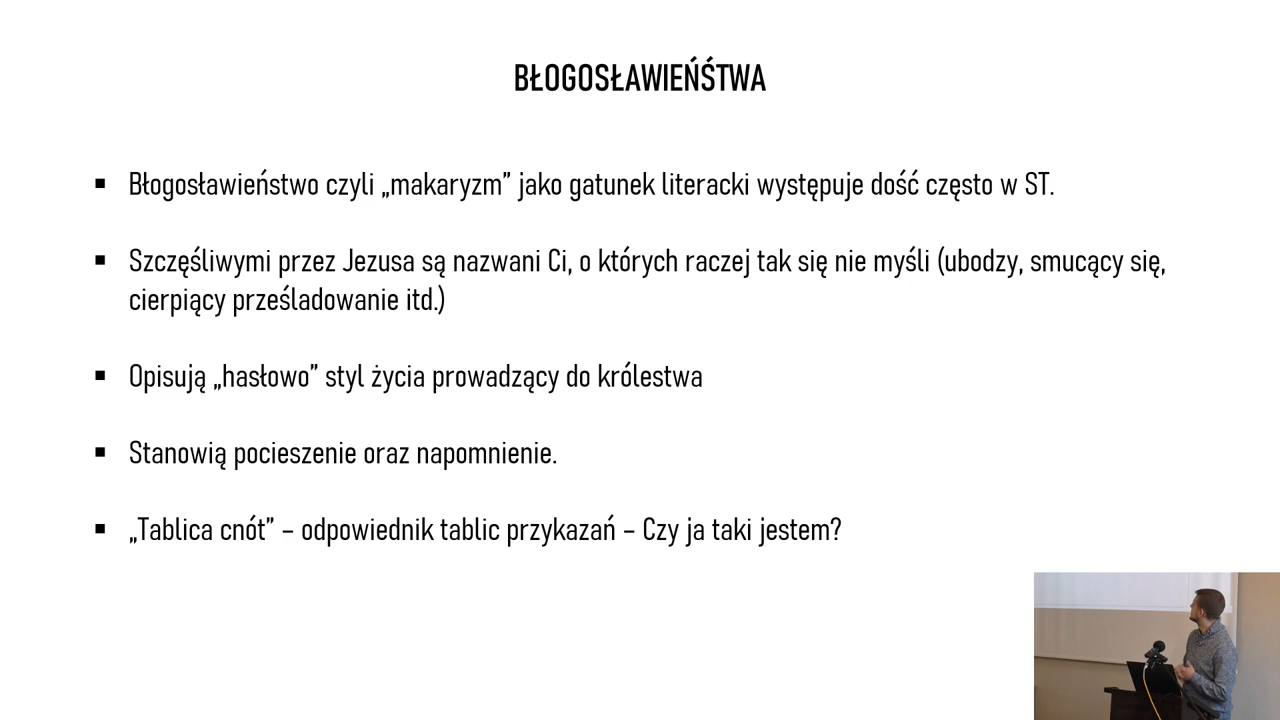 BŁOGOSŁAWIEŃŚTWA
▪ Błogosławieństwo czyli „makaryzm” jako gatunek literacki występuje dość często w ST.
▪ Szczęśliwymi przez Jezusa są nazwani Ci, o których raczej tak się nie myśli (ubodzy, smucący się,
cierpiący prześladowanie itd.)
▪ Opisują „hasłowo” styl życia prowadzący do królestwa
▪ Stanowią pocieszenie oraz napomnienie.
▪ „Tablica cnót” – odpowiednik tablic przykazań – Czy ja taki jestem?